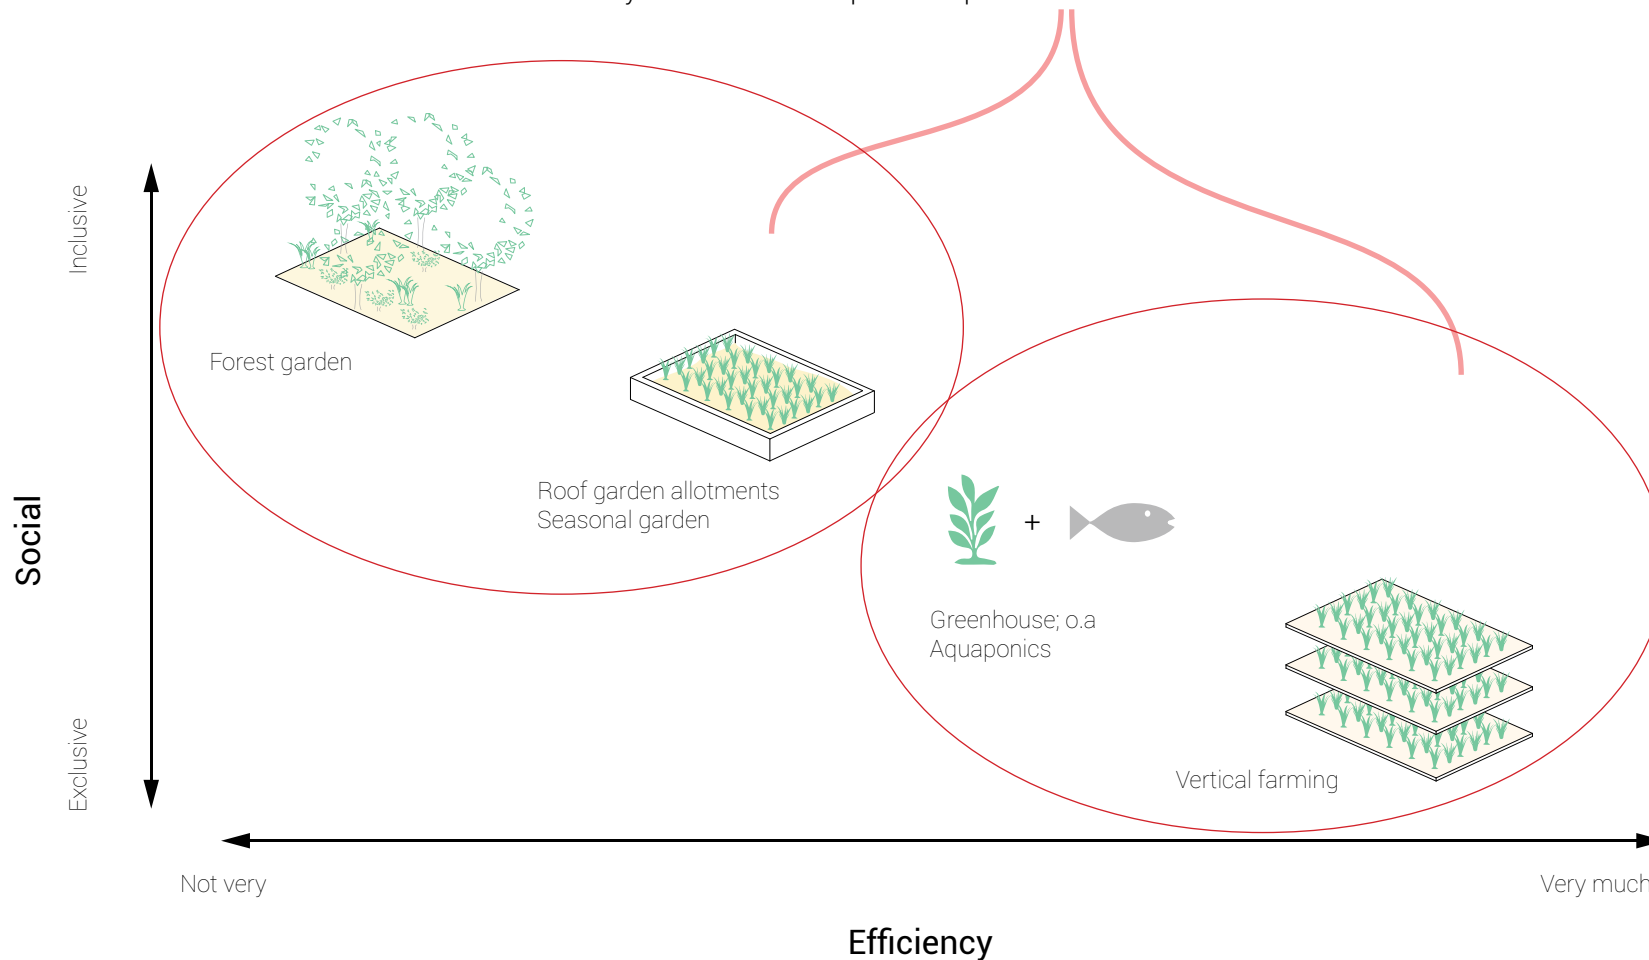 Inclusive
Forest garden
Roof garden allotments
Seasonal garden
Social
+
Greenhouse; o.a
Aquaponics
Exclusive
Vertical farming
Not very
Very much
Efficiency